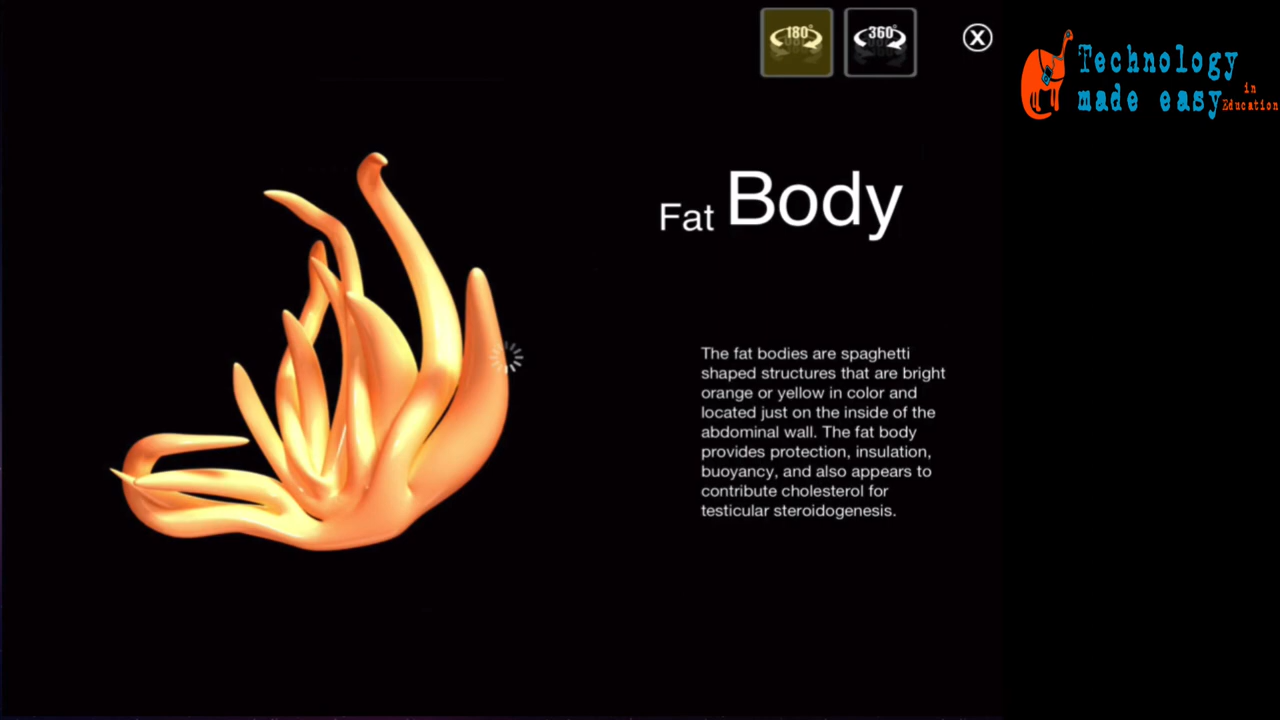 180°
360°
X
Technology
made easy
in
Education
Fat Body
The fat bodies are spaghetti
shaped structures that are bright
orange or yellow in color and
located just on the inside of the
abdominal wall. The fat body
provides protection, insulation,
buoyancy, and also appears to
contribute cholesterol for
testicular steroidogenesis.